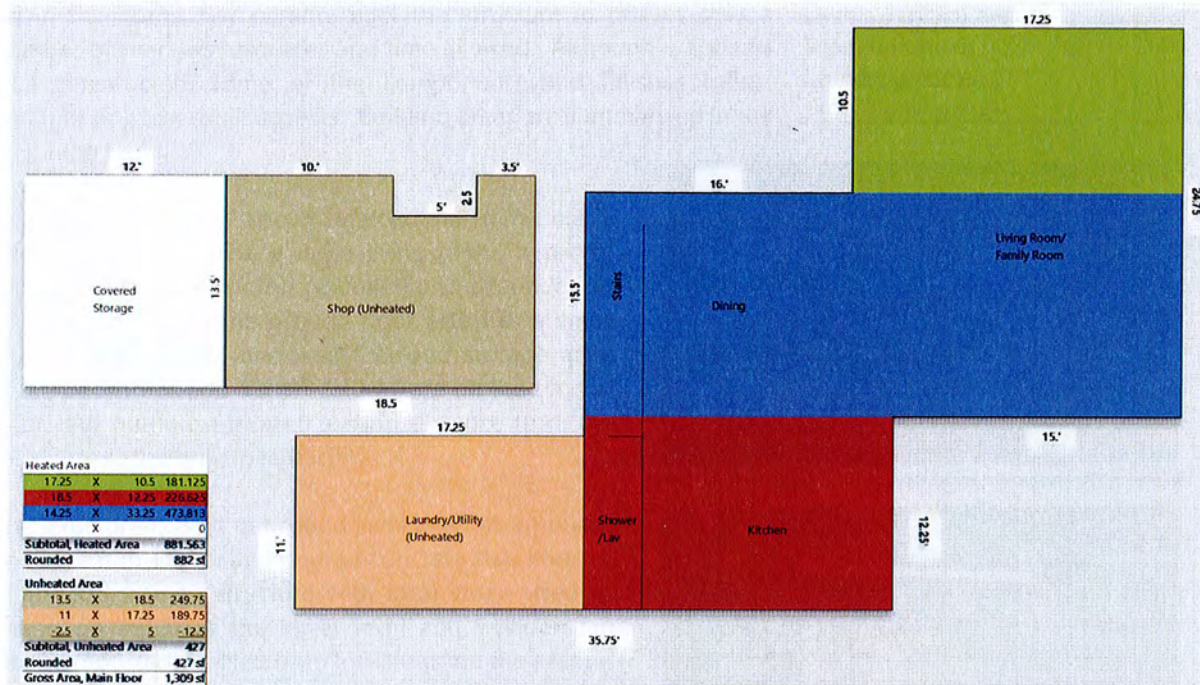 17.25
10.5
24.75
12.'
10.'
3.5'
5'
2.5
16.'
Living Room/
Family Room
Covered
Storage
13.5'
Shop (Unheated)
15.5'
Stairs
Dining
18.5
17.25
15.'
Laundry/Utility
(Unheated)
11.'
Shower
/Lav
Kitchen
12.25'
35.75'
Heated Area
17.25 X 10.5 181.125
18.5 X 12.25 226.625
14.25 X 33.25 473.813
X 0
Subtotal, Heated Area 881.563
Rounded 882 sf
Unheated Area
13.5 X 18.5 249.75
11 X 17.25 189.75
-2.5 X 5 -12.5
Subtotal, Unheated Area 427
Rounded 427 sf
Gross Area, Main Floor 1,309 sf